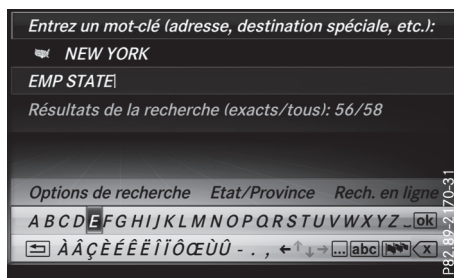 Entrez un mot-clé (adresse, destination spéciale, etc.):
NEW YORK
EMP STATE
Résultats de la recherche (exacts/tous): 56/58
Options de recherche Etat/Province Rech. en ligne
A B C D E F G H I J K L M N O P Q R S T U V W X Y Z _ ok
À Â Ç È É Ê Ë Î Ï Ô Œ Ù Û - . , ←↑↓→ ... abc x
P82.89-2170-31